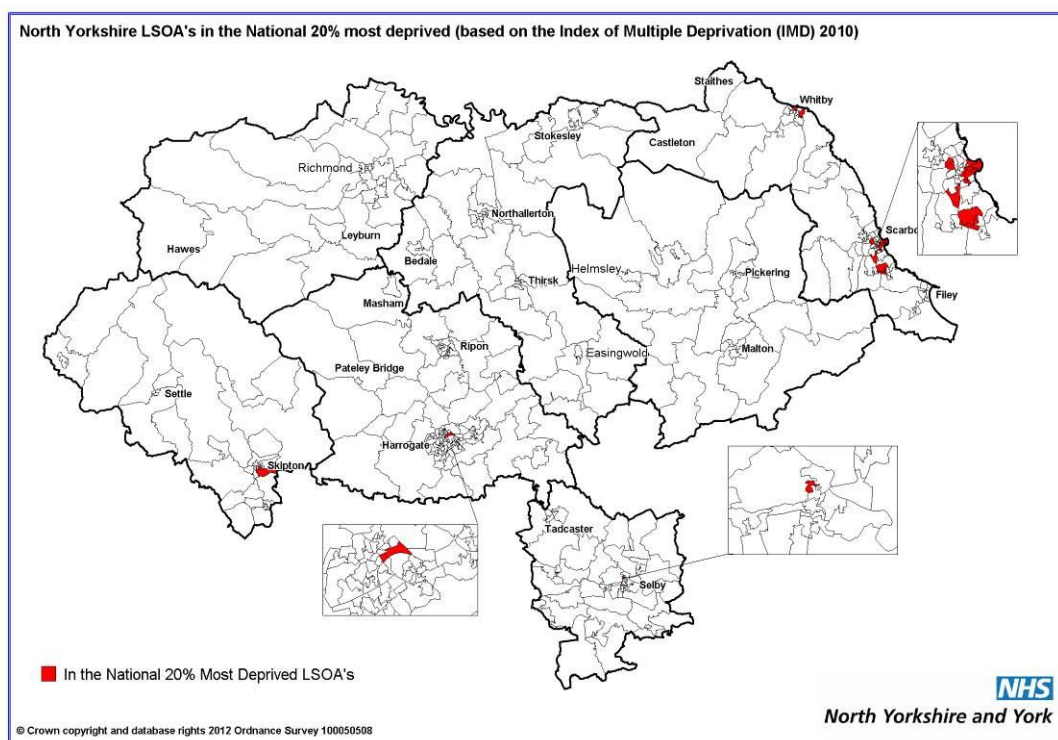 North Yorkshire LSOA's in the National 20% most deprived (based on the Index of Multiple Deprivation (IMD) 2010)
Staithes
Whitby
Stokesley
Castleton
Richmond
Northallerton
Scarbo
Leyburn
Hawes
Bedale
Helmsley
Pickering
Thirsk
Masham
Filey
Ripon
Malton
Easingwold
Pateley Bridge
Settle
Harrogate
Skipton
Tadcaster
Selby
In the National 20% Most Deprived LSOA's
NHS
North Yorkshire and York
© Crown copyright and database rights 2012 Ordnance Survey 100050508